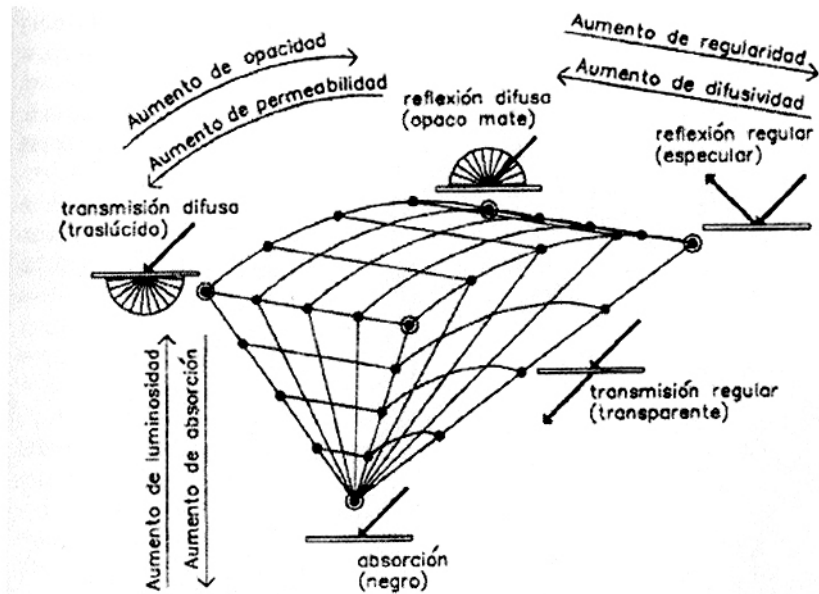 Aumento de opacidad
Aumento de permeabilidad
Aumento de regularidad
Aumento de difusividad
reflexión difusa
(opaco mate)
reflexión regular
(especular)
transmisión difusa
(traslúcido)
transmisión regular
(transparente)
Aumento de luminosidad
Aumento de absorción
absorción
(negro)